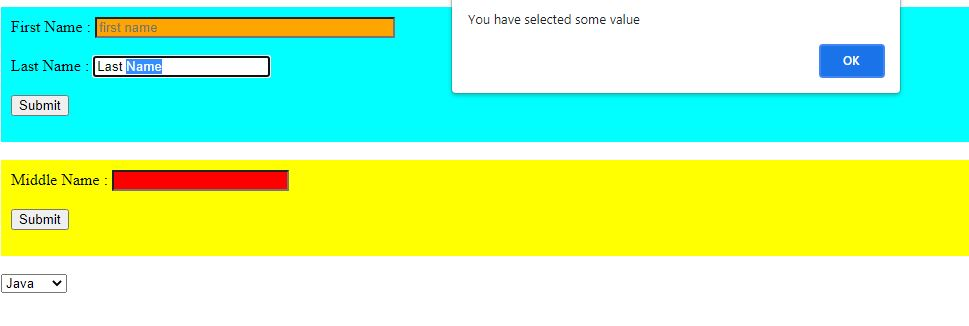 You have selected some value
OK
First Name : first name
Last Name : Last Name
Submit
Middle Name :
Submit
Java